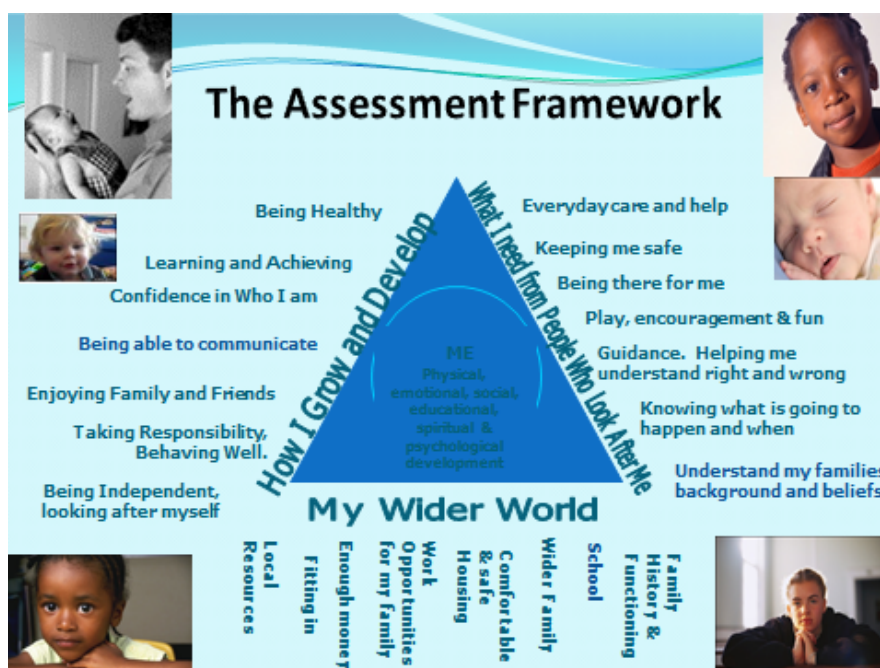 The Assessment Framework
Being Healthy
Learning and Achieving
Confidence in Who I am
Being able to communicate
Enjoying Family and Friends
Taking Responsibility,
Behaving Well.
Being Independent,
looking after myself
How I Grow and Develop
What I need from People Who Look After Me
Everyday care and help
Keeping me safe
Being there for me
Play, encouragement & fun
Guidance. Helping me
understand right and wrong
Knowing what is going to
happen and when
Understand my families
background and beliefs
ME
Physical,
emotional, social,
educational,
spiritual &
psychological
development
My Wider World
Local
Resources
Fitting in
Enough money
Work
Opportunities
for my family
Comfortable
& safe
Housing
Wider Family
School
Family
History &
Functioning